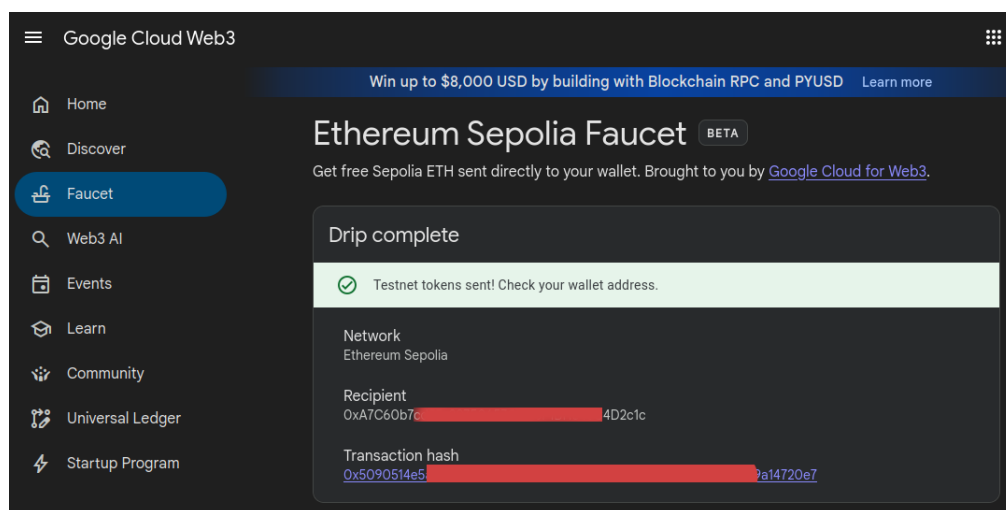 Google Cloud Web3
Win up to $8,000 USD by building with Blockchain RPC and PYUSD Learn more
Home
Discover
Faucet
Web3 AI
Events
Learn
Community
Universal Ledger
Startup Program
Ethereum Sepolia Faucet BETA
Get free Sepolia ETH sent directly to your wallet. Brought to you by Google Cloud for Web3.
Drip complete
Testnet tokens sent! Check your wallet address.
Network
Ethereum Sepolia
Recipient
0xA7C60b7c 4D2c1c
Transaction hash
0x5090514e5 9a14720e7